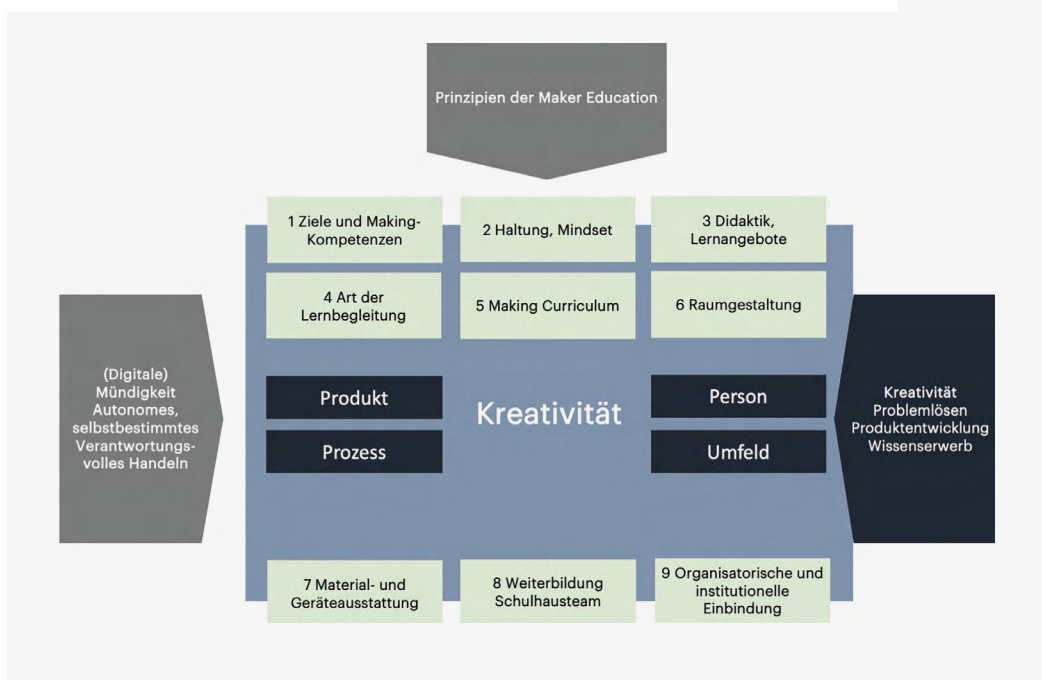 Prinzipien der Maker Education
1 Ziele und Making-
Kompetenzen
2 Haltung, Mindset
3 Didaktik,
Lernangebote
4 Art der
Lernbegleitung
5 Making Curriculum
6 Raumgestaltung
(Digitale)
Mündigkeit
Autonomes,
selbstbestimmtes
Verantwortungs-
volles Handeln
Produkt
Prozess
Kreativität
Person
Umfeld
Kreativität
Problemlösen
Produktentwicklung
Wissenserwerb
7 Material- und
Geräteausstattung
8 Weiterbildung
Schulhausteam
9 Organisatorische und
institutionelle
Einbindung